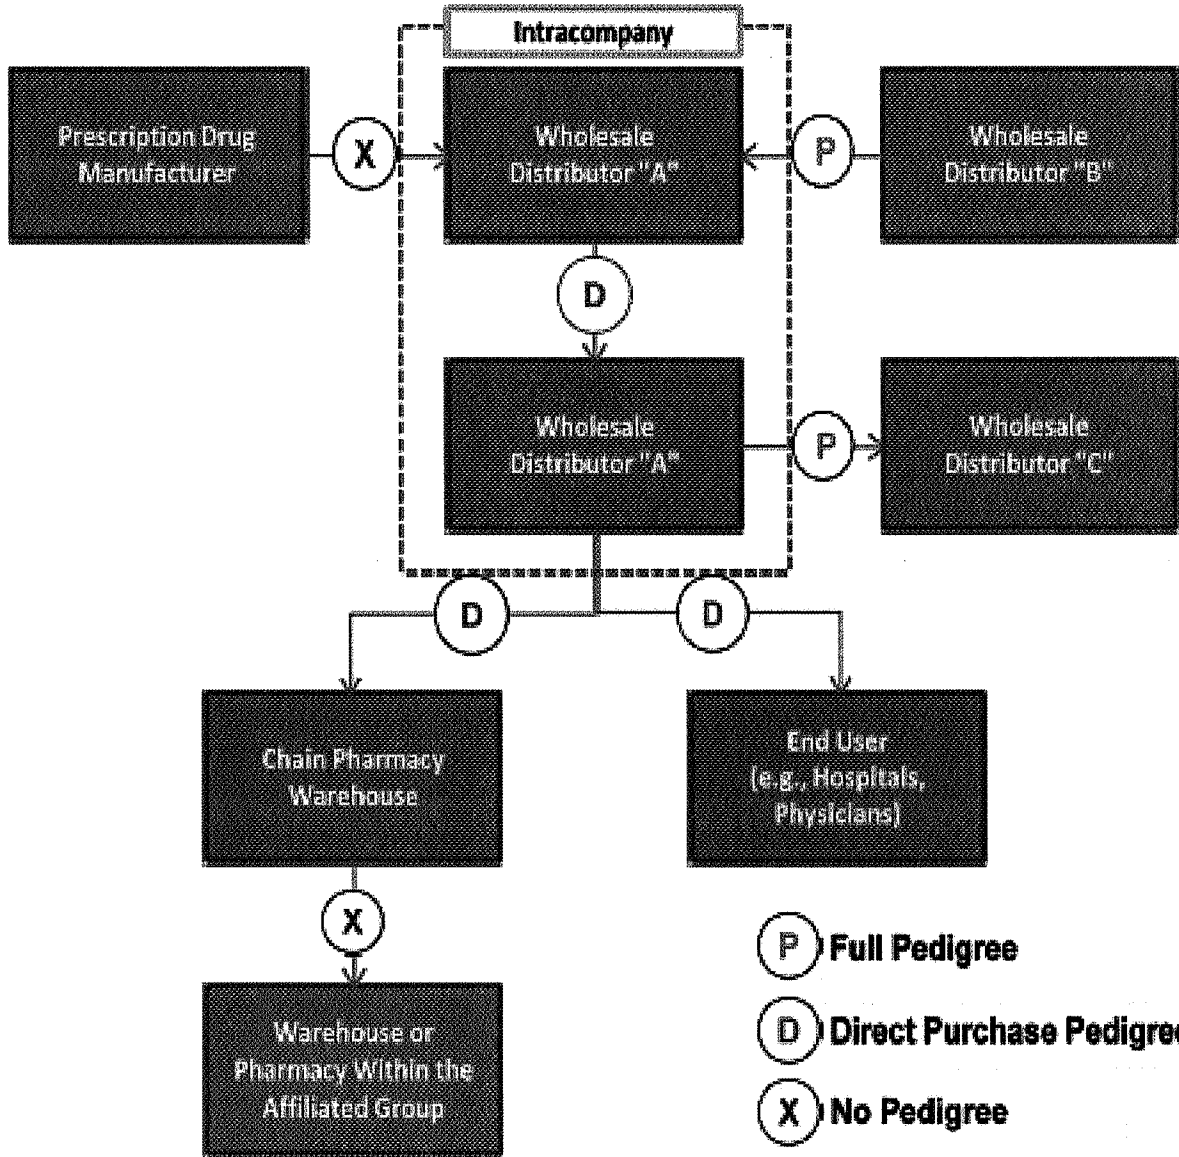 Intracompany
Prescription Drug
Manufacturer
X
Wholesale
Distributor "A"
P
Wholesale
Distributor "B"
D
Wholesale
Distributor "A"
P
Wholesale
Distributor "C"
D
D
Chain Pharmacy
Warehouse
End User
(e.g., Hospitals,
Physicians)
X
Warehouse or
Pharmacy Within the
Affiliated Group
P Full Pedigree
D Direct Purchase Pedigree
X No Pedigree